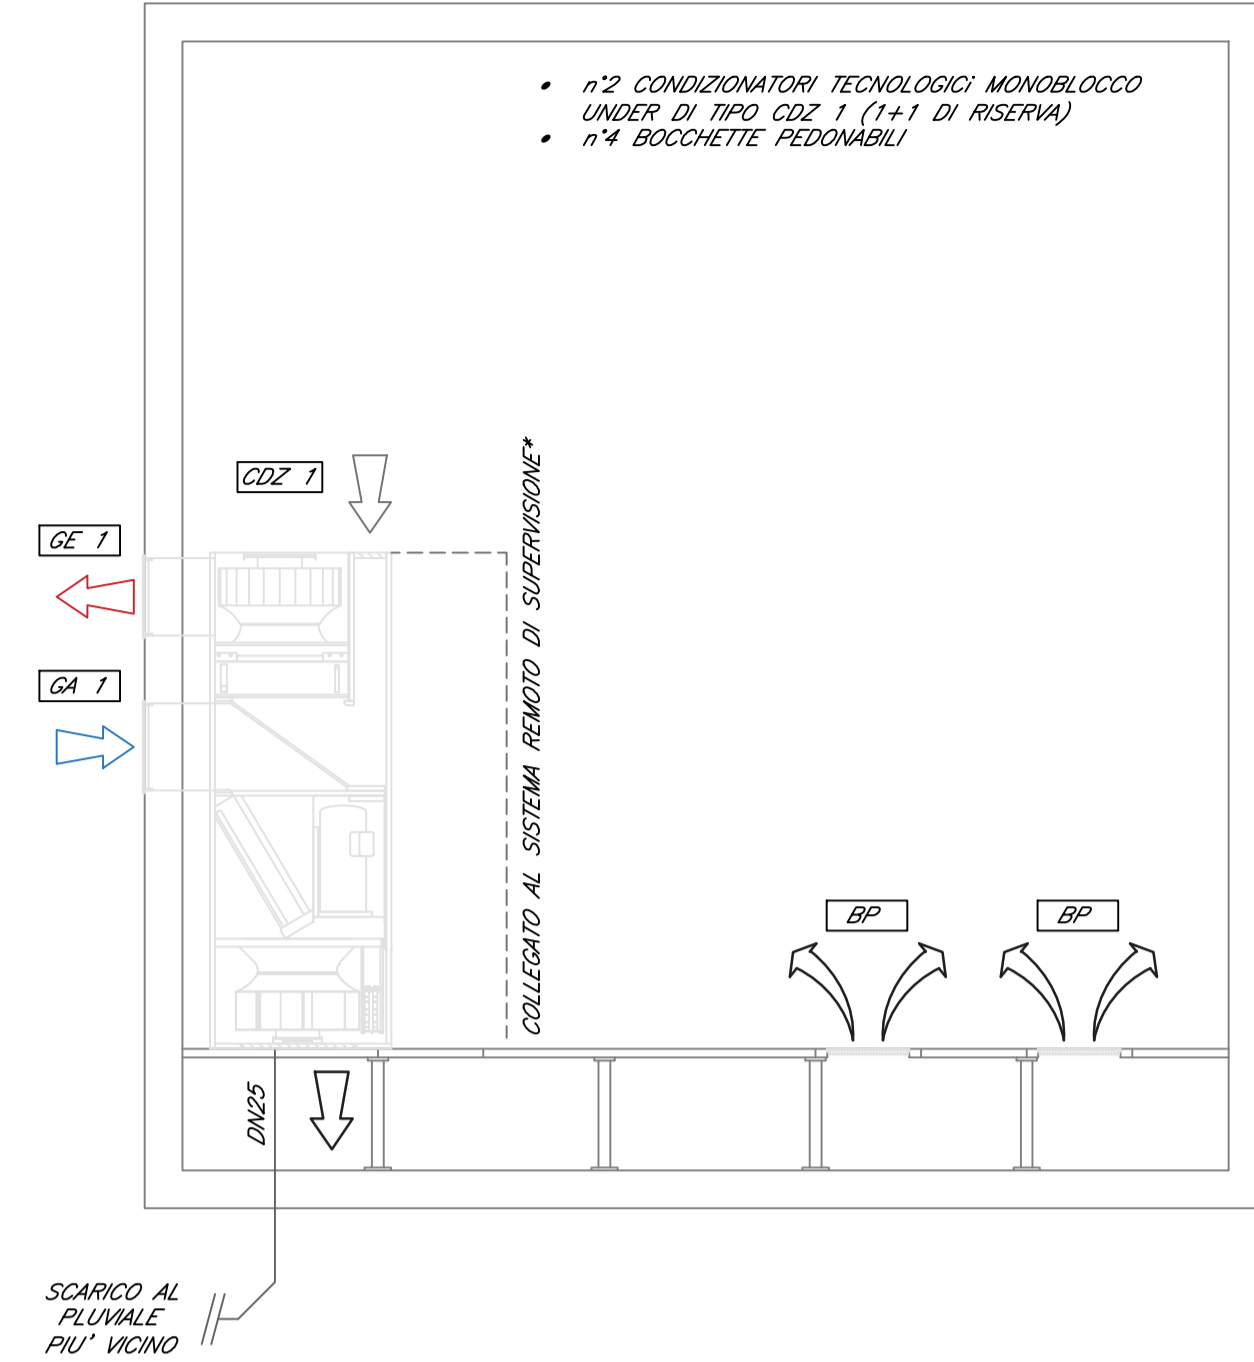 • n°2 CONDIZIONATORI TECNOLOGICi MONOBLOCCO
UNDER DI TIPO CDZ 1 (1+1 DI RISERVA)
• n°4 BOCCHETTE PEDONABILI
CDZ 1
GE 1
GA 1
COLLEGATO AL SISTEMA REMOTO DI SUPERVISIONE*
BP
BP
DN25
SCARICO AL
PLUVIALE
PIU' VICINO